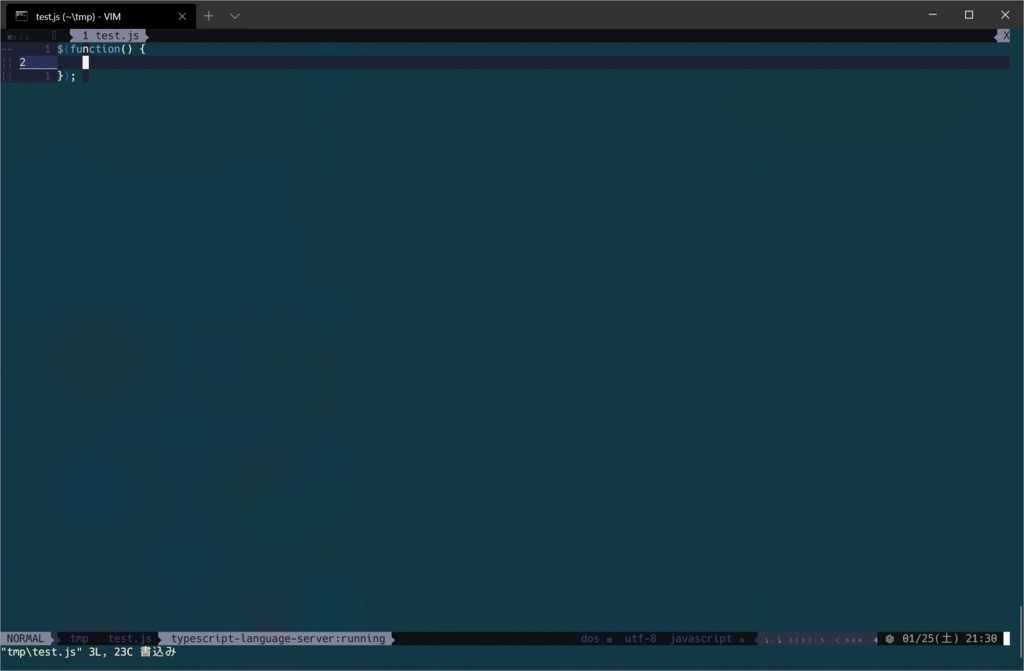 test.js (~\tmp) - VIM
1 test.js X
1 $(function() {
2
1 });
NORMAL tmp test.js typescript-language-server:running dos utf-8 javascript 01/25(土) 21:30
"tmp\test.js" 3L, 23C 書込み